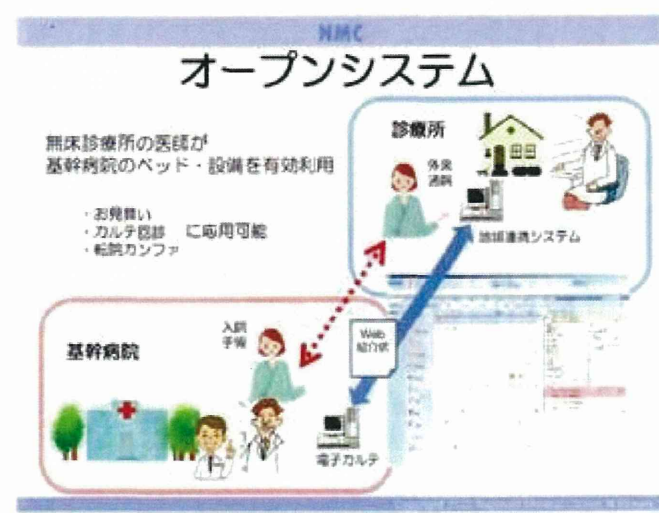 NMC
オープンシステム
無床診療所の医師が
基幹病院のベッド・設備を有効利用
・お見舞い
・カルテ回診 に応用可能
・転院カンファ
診療所
外来
通院
地域連携システム
入院
手術
Web
紹介状
基幹病院
電子カルテ